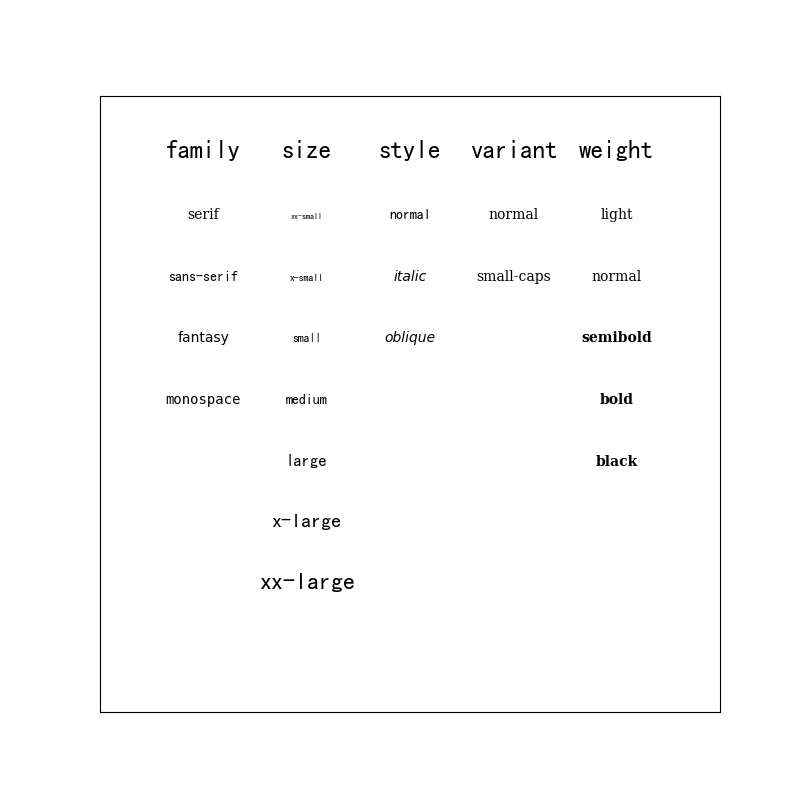 family size style variant weight
serif xx-small normal normal light
sans-serif x-small italic small-caps normal
fantasy small oblique semibold
monospace medium bold
large black
x-large
xx-large